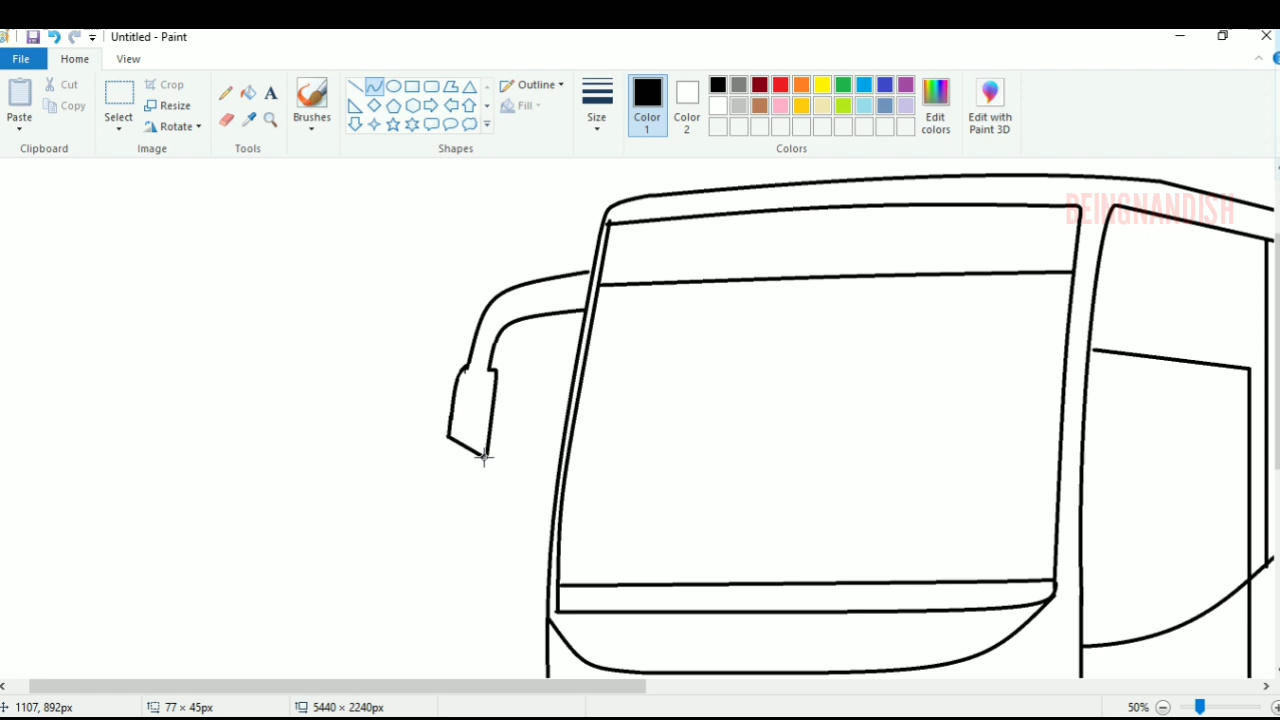 Untitled - Paint
File
Home
View
Paste
Cut
Copy
Clipboard
Select
Crop
Resize
Rotate
Image
A
Tools
Brushes
Outline
Fill
Shapes
Size
Color
1
Color
2
Edit
colors
Colors
Edit with
Paint 3D
BEINGNANDISH
1107, 892px
77 × 45px
5440 × 2240px
50%